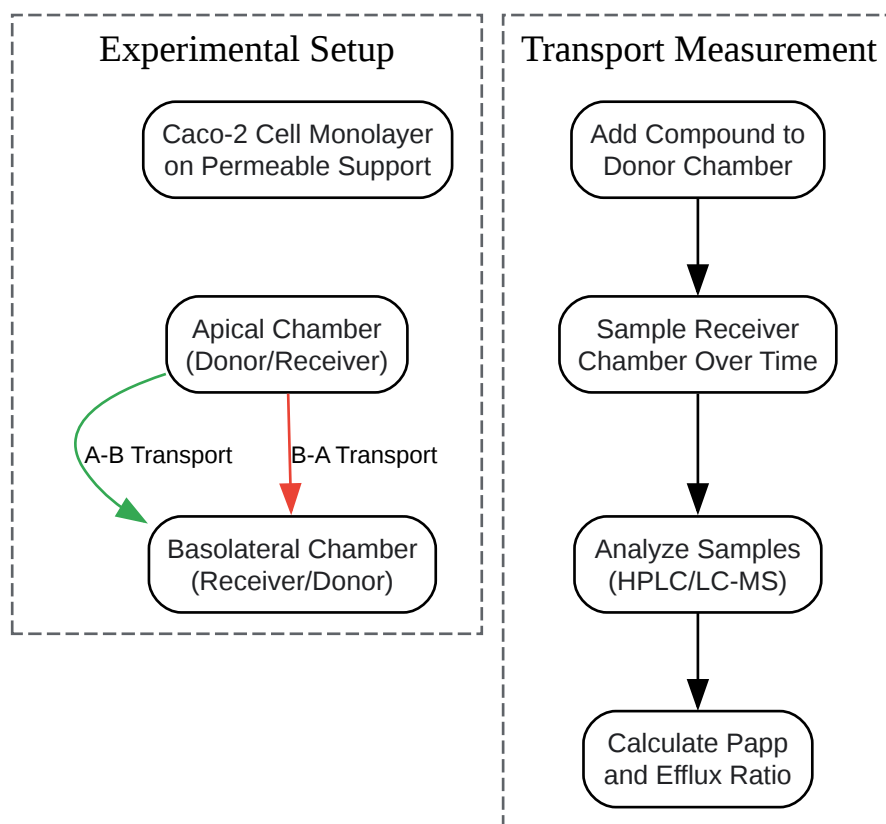 Experimental Setup
Caco-2 Cell Monolayer
on Permeable Support
Apical Chamber
(Donor/Receiver)
A-B Transport
B-A Transport
Basolateral Chamber
(Receiver/Donor)
Transport Measurement
Add Compound to
Donor Chamber
Sample Receiver
Chamber Over Time
Analyze Samples
(HPLC/LC-MS)
Calculate Papp
and Efflux Ratio